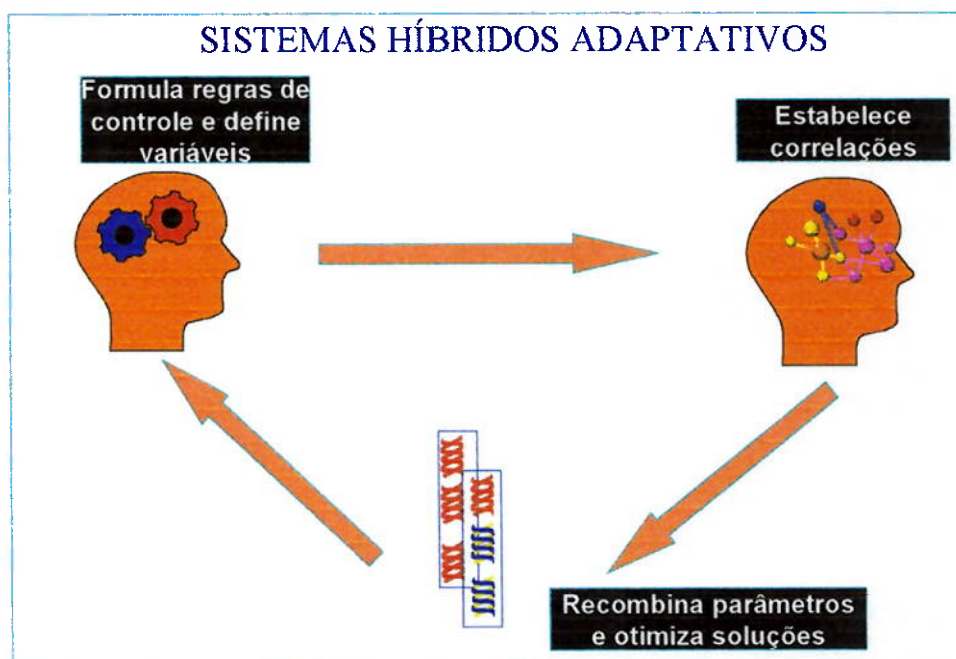 SISTEMAS HÍBRIDOS ADAPTATIVOS
Formula regras de
controle e define
variáveis
Estabelece
correlações
Recombina parâmetros
e otimiza soluções